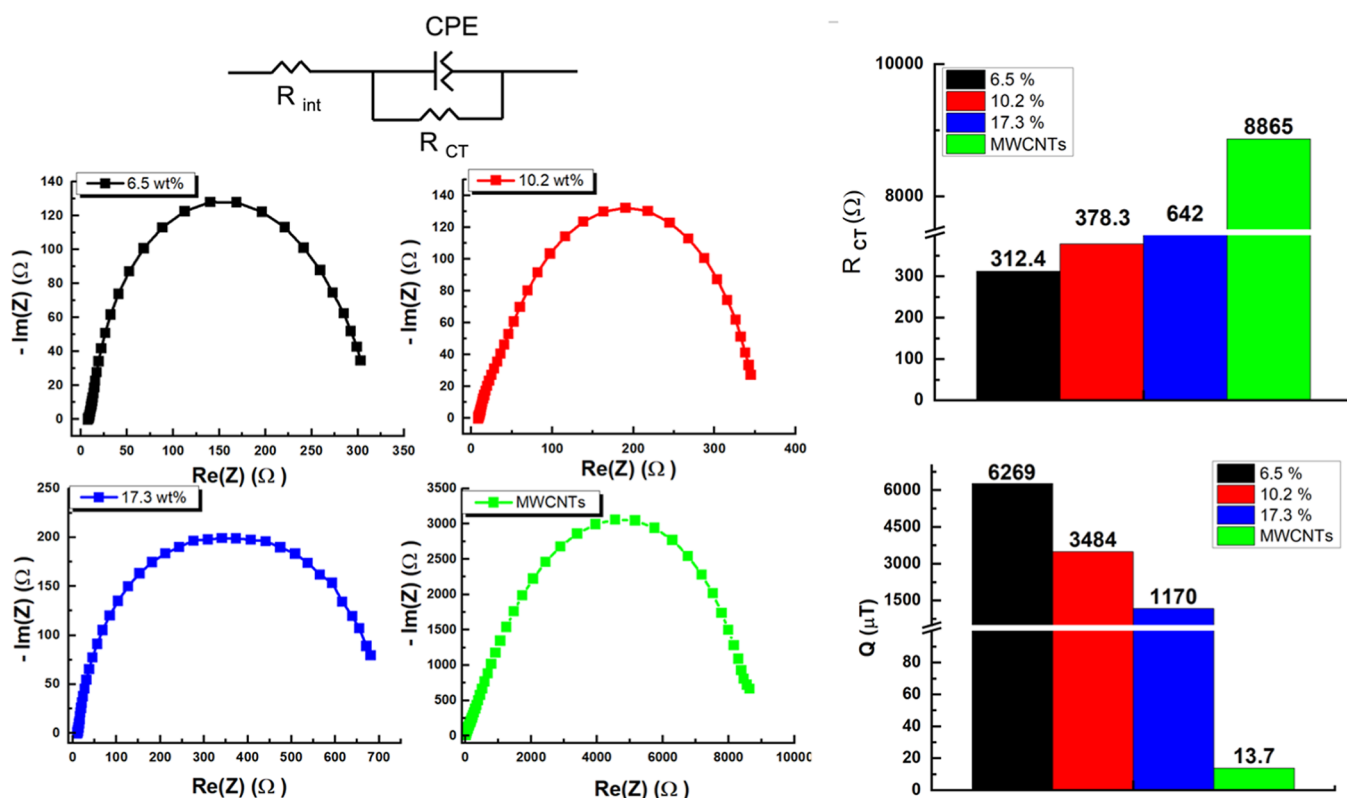 CPE
R int
R CT
6.5 wt%
- Im(Z) (Ω)
140
120
100
80
60
40
20
0
0 50 100 150 200 250 300 350
Re(Z) (Ω)
10.2 wt%
- Im(Z) (Ω)
140
120
100
80
60
40
20
0
0 100 200 300 400
Re(Z) (Ω)
17.3 wt%
- Im(Z) (Ω)
250
200
150
100
50
0
0 100 200 300 400 500 600 700
Re(Z) (Ω)
MWCNTs
- Im(Z) (Ω)
3500
3000
2500
2000
1500
1000
500
0
0 2000 4000 6000 8000 10000
Re(Z) (Ω)
R CT (Ω)
10000
8000
300
200
100
0
6.5 %
10.2 %
17.3 %
MWCNTs
312.4
378.3
642
8865
Q (μT)
6000
4500
3000
1500
80
60
40
20
0
6.5 %
10.2 %
17.3 %
MWCNTs
6269
3484
1170
13.7